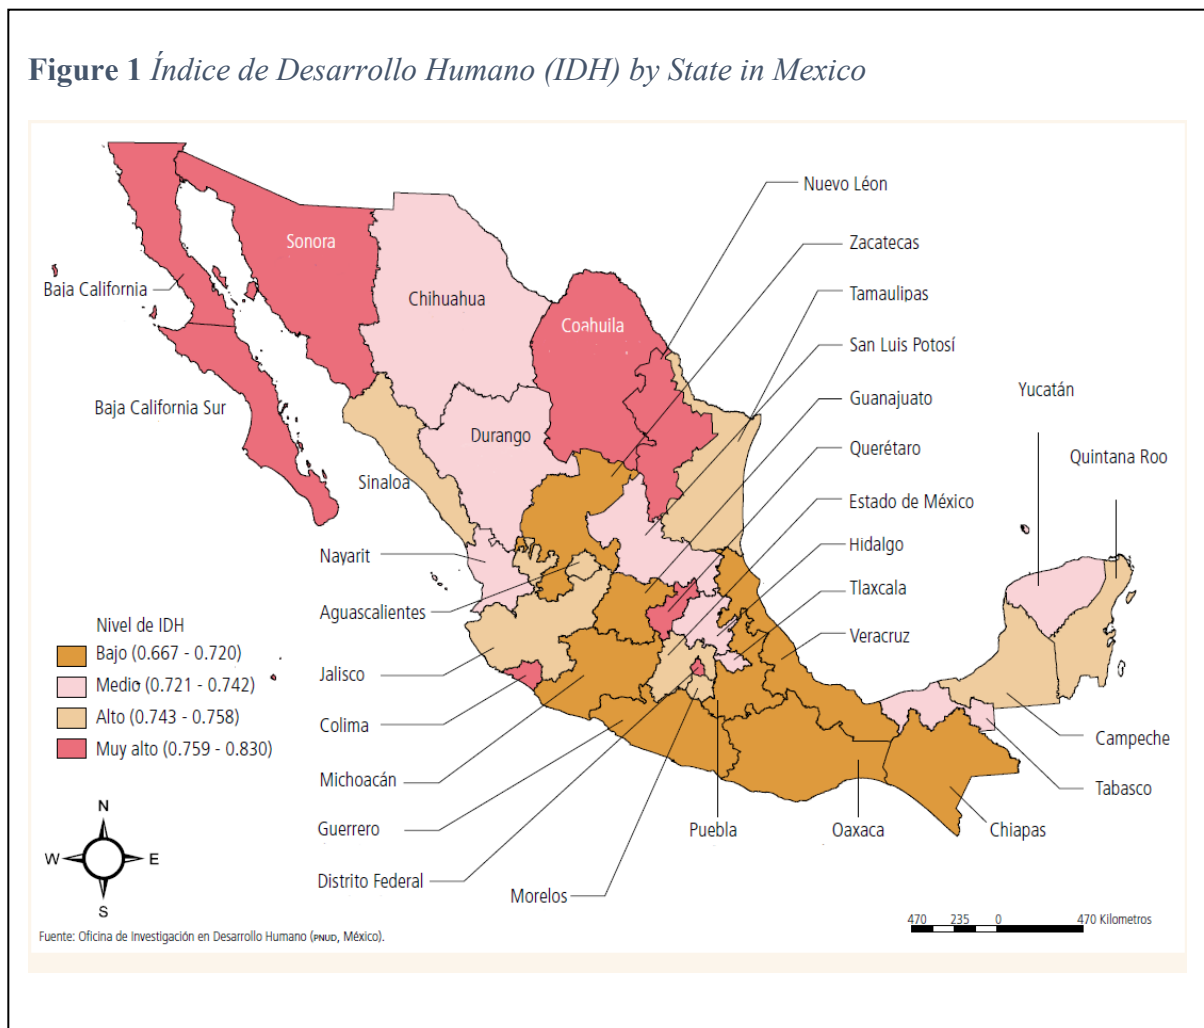 Figure 1 Índice de Desarrollo Humano (IDH) by State in Mexico
Nuevo Léon
Zacatecas
Tamaulipas
San Luis Potosí
Guanajuato
Querétaro
Estado de México
Hidalgo
Tlaxcala
Veracruz
Yucatán
Quintana Roo
Sonora
Baja California
Chihuahua
Coahuila
Baja California Sur
Durango
Sinaloa
Nayarit
Aguascalientes
Jalisco
Colima
Michoacán
Guerrero
Distrito Federal
Morelos
Puebla
Oaxaca
Chiapas
Tabasco
Campeche
Nivel de IDH
Bajo (0.667 - 0.720)
Medio (0.721 - 0.742)
Alto (0.743 - 0.758)
Muy alto (0.759 - 0.830)
N
W E
S
470 235 0 470 Kilometros
Fuente: Oficina de Investigación en Desarrollo Humano (PNUD, México).